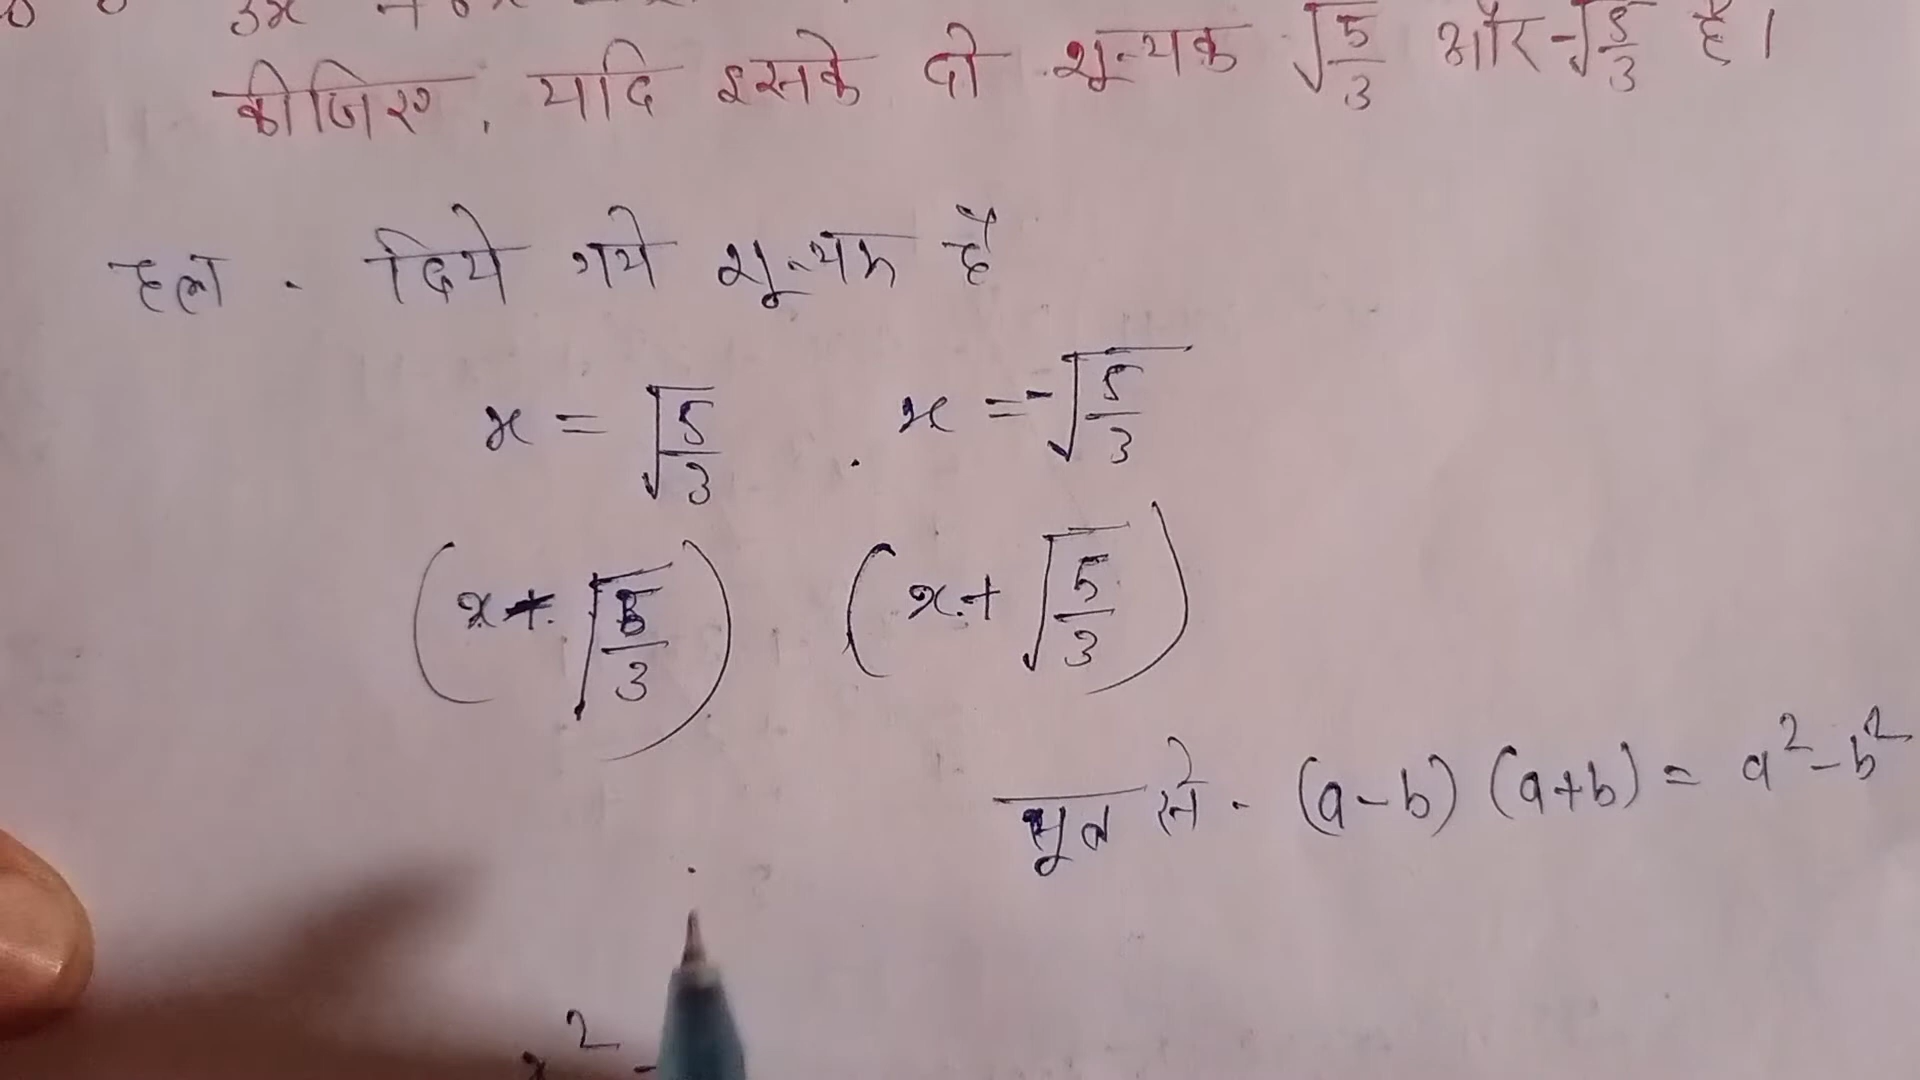 कीजिए, यदि इसके दो शून्यक √5/3 और -√5/3 है।
हल . दिये गये शून्यक है
x = √5/3 . x = -√5/3
(x - √5/3) (x + √5/3)
सूत्र से - (a-b) (a+b) = a² - b²
x² -